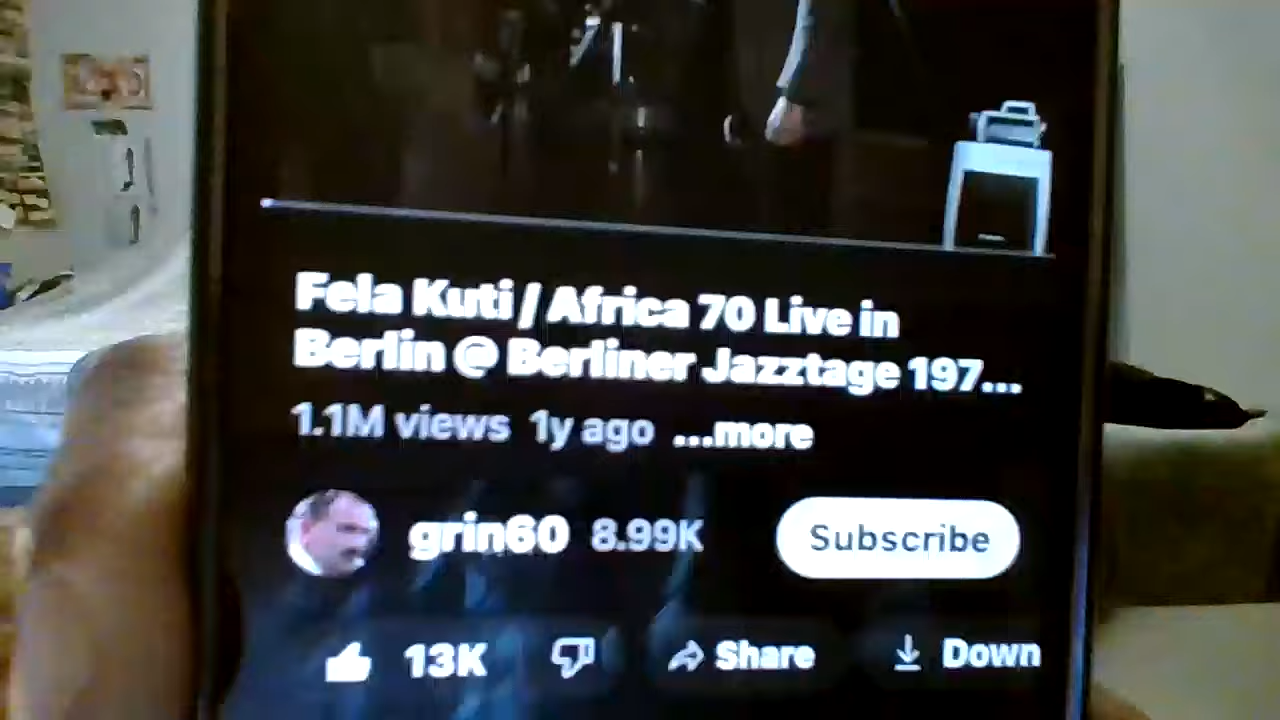 Fela Kuti / Africa 70 Live in
Berlin @ Berliner Jazztage 197...
1.1M views 1y ago ...more
grin60 8.99K Subscribe
13K Share Down